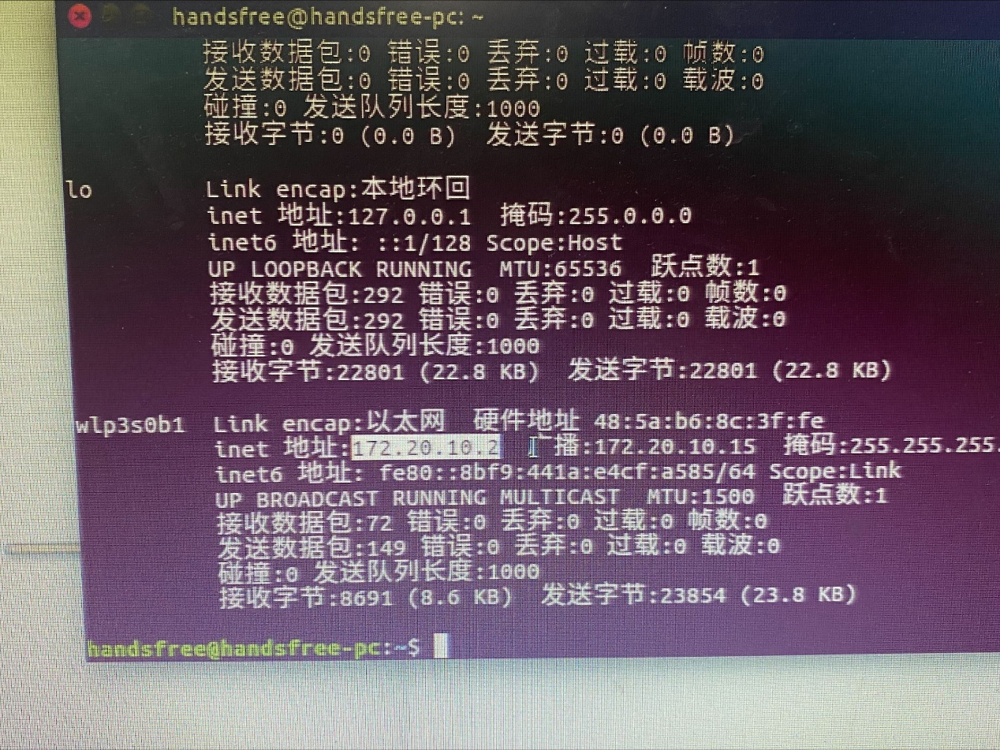 handsfree@handsfree-pc: ~
接收数据包:0 错误:0 丢弃:0 过载:0 帧数:0
发送数据包:0 错误:0 丢弃:0 过载:0 载波:0
碰撞:0 发送队列长度:1000
接收字节:0 (0.0 B) 发送字节:0 (0.0 B)
lo Link encap:本地环回
inet 地址:127.0.0.1 掩码:255.0.0.0
inet6 地址: ::1/128 Scope:Host
UP LOOPBACK RUNNING MTU:65536 跃点数:1
接收数据包:292 错误:0 丢弃:0 过载:0 帧数:0
发送数据包:292 错误:0 丢弃:0 过载:0 载波:0
碰撞:0 发送队列长度:1000
接收字节:22801 (22.8 KB) 发送字节:22801 (22.8 KB)
wlp3s0b1 Link encap:以太网 硬件地址 48:5a:b6:8c:3f:fe
inet 地址:172.20.10.2 广播:172.20.10.15 掩码:255.255.255.
inet6 地址: fe80::8bf9:441a:e4cf:a585/64 Scope:Link
UP BROADCAST RUNNING MULTICAST MTU:1500 跃点数:1
接收数据包:72 错误:0 丢弃:0 过载:0 帧数:0
发送数据包:149 错误:0 丢弃:0 过载:0 载波:0
碰撞:0 发送队列长度:1000
接收字节:8691 (8.6 KB) 发送字节:23854 (23.8 KB)
handsfree@handsfree-pc:~$